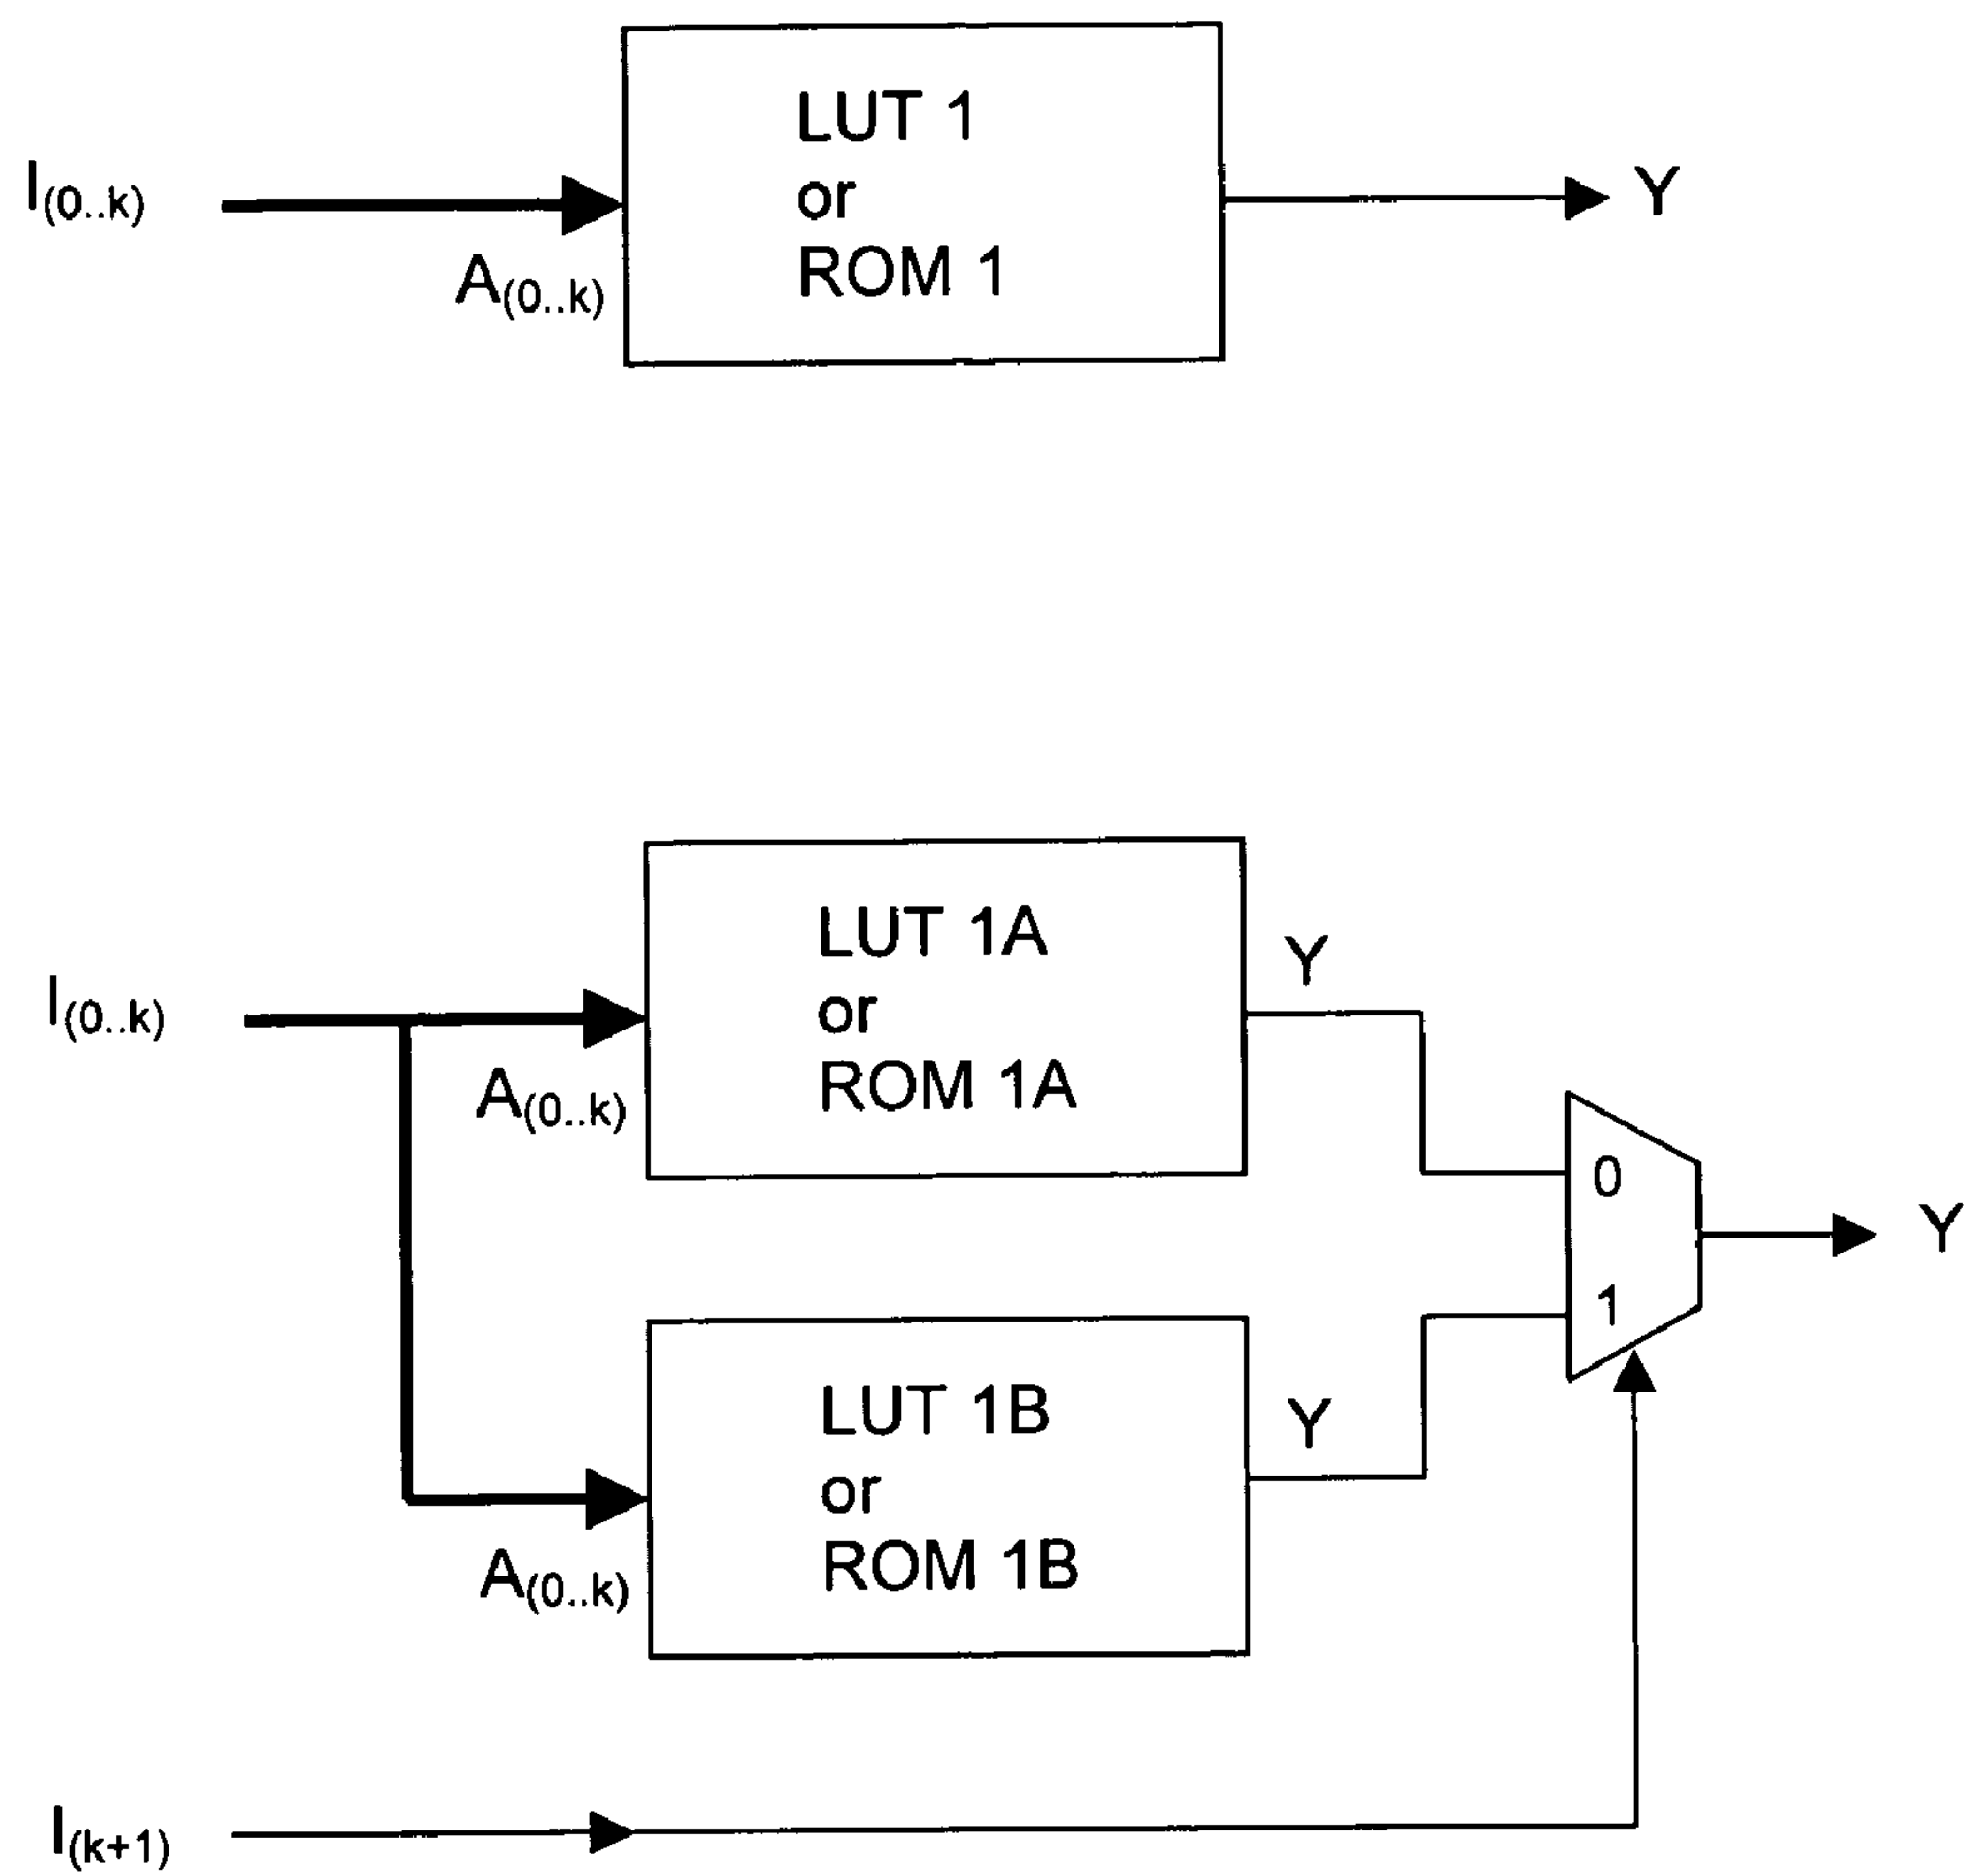 I(0..k)
A(0..k)
LUT 1
or
ROM 1
Y
I(0..k)
A(0..k)
LUT 1A
or
ROM 1A
Y
0
1
Y
A(0..k)
LUT 1B
or
ROM 1B
Y
I(k+1)